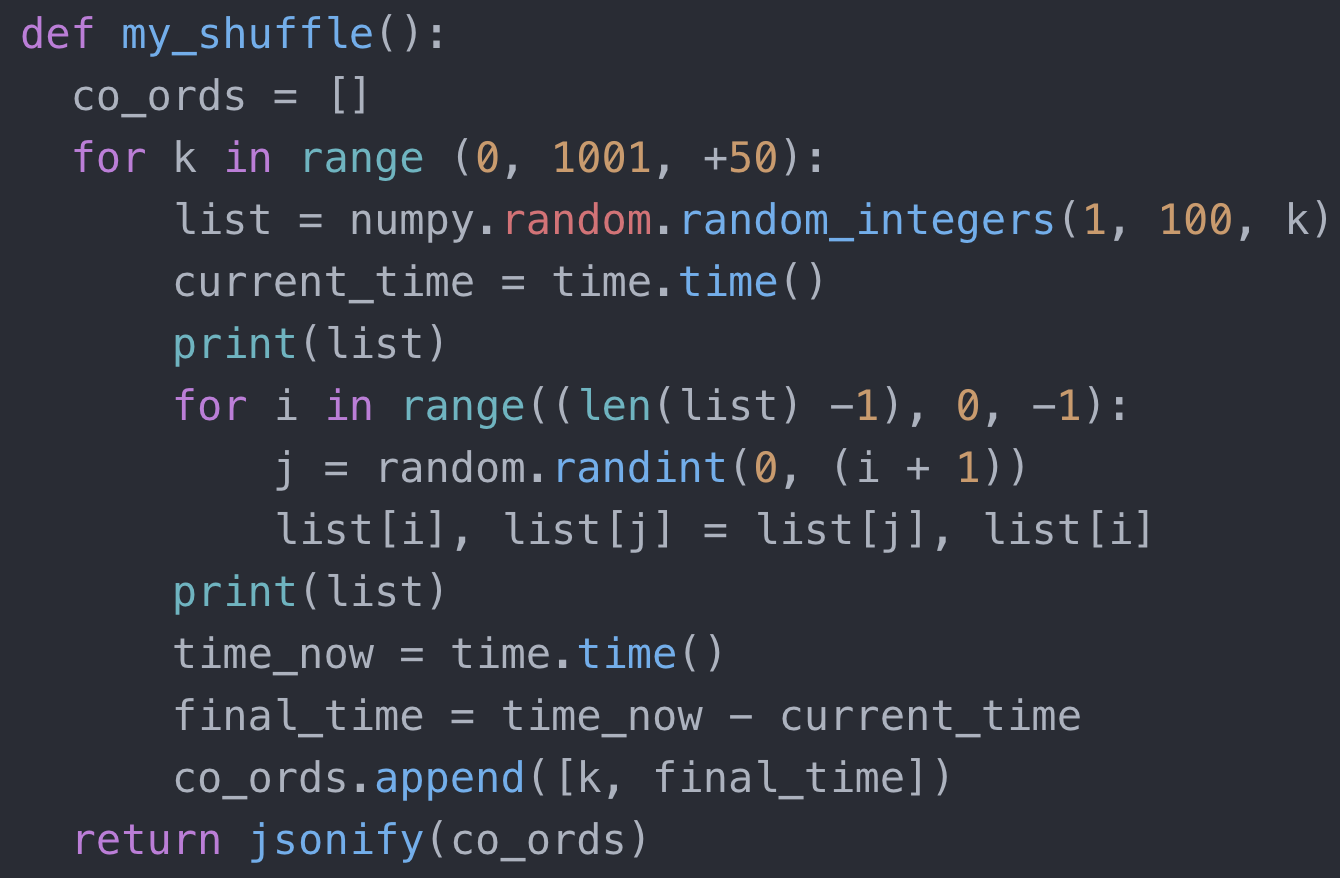 def my_shuffle():
  co_ords = []
  for k in range (0, 1001, +50):
      list = numpy.random.random_integers(1, 100, k)
      current_time = time.time()
      print(list)
      for i in range((len(list) -1), 0, -1):
          j = random.randint(0, (i + 1))
          list[i], list[j] = list[j], list[i]
      print(list)
      time_now = time.time()
      final_time = time_now - current_time
      co_ords.append([k, final_time])
  return jsonify(co_ords)